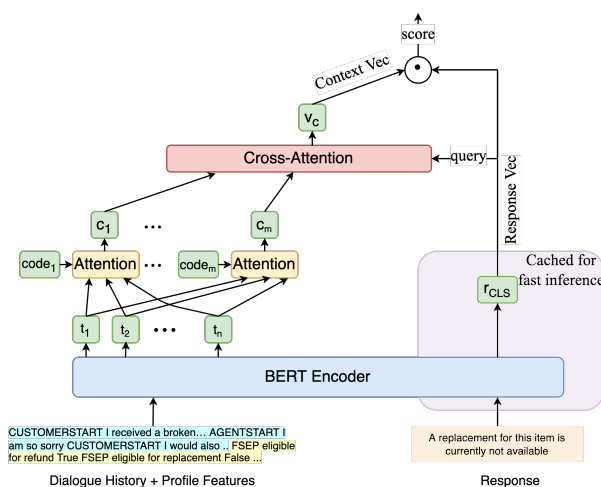 score
Context Vec
v_c
Cross-Attention
query
Response Vec
c_1
...
c_m
code_1
Attention
...
code_m
Attention
Cached for
fast inference
r_CLS
t_1
t_2
...
t_n
BERT Encoder
CUSTOMERSTART I received a broken... AGENTSTART I
am so sorry CUSTOMERSTART I would also .. FSEP eligible
for refund True FSEP eligible for replacement False ...
A replacement for this item is
currently not available
Dialogue History + Profile Features
Response